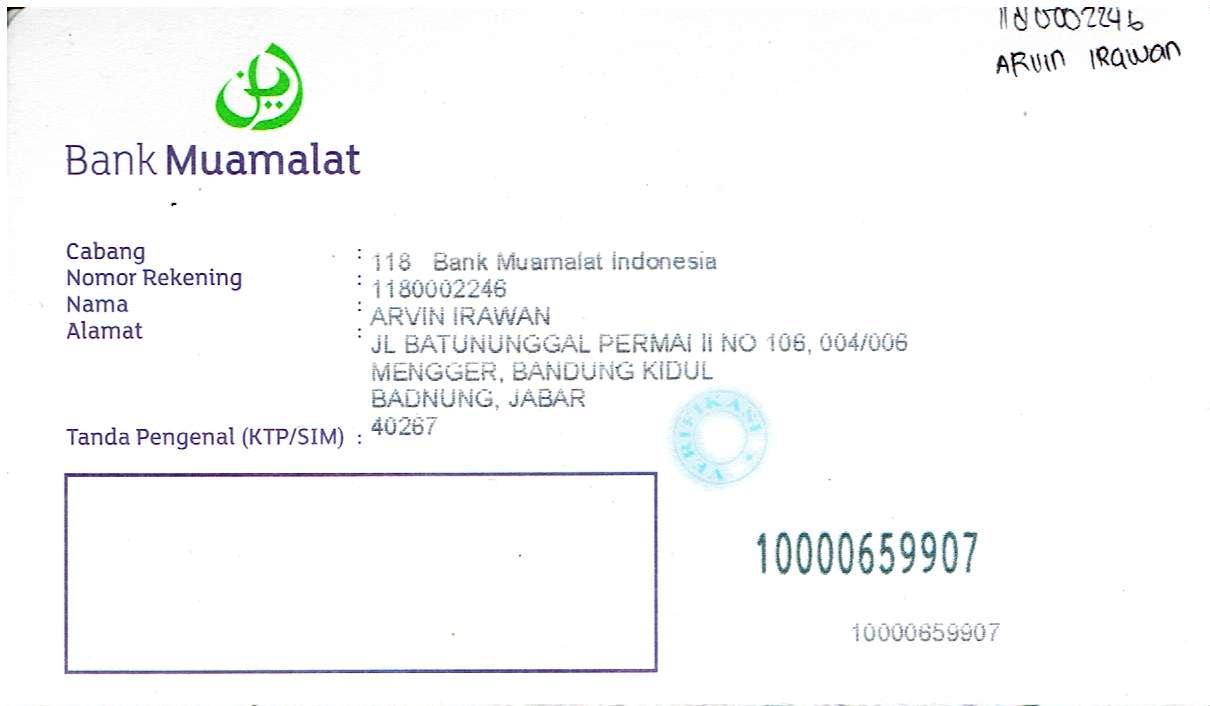 1180002246
ARVIN IRAWAN
Bank Muamalat
Cabang : 118 Bank Muamalat Indonesia
Nomor Rekening : 1180002246
Nama : ARVIN IRAWAN
Alamat : JL BATUNUNGGAL PERMAI II NO 106, 004/006
MENGGER, BANDUNG KIDUL
BADNUNG, JABAR
40267
Tanda Pengenal (KTP/SIM) :
VERIFIKASI
10000659907
10000659907